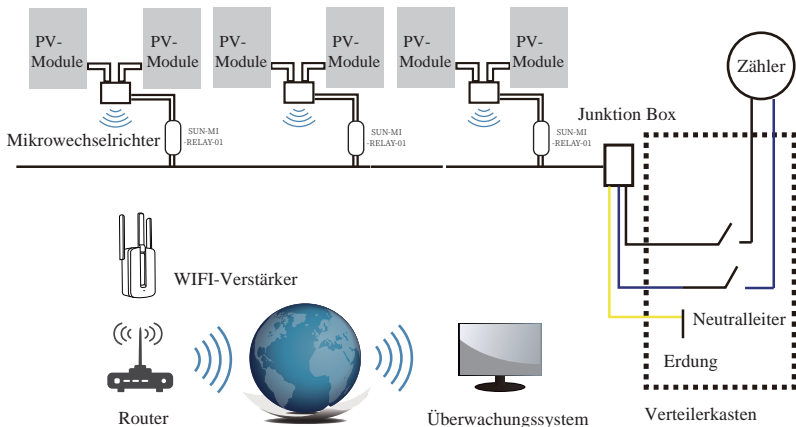 PV-
Module
PV-
Module
PV-
Module
PV-
Module
PV-
Module
PV-
Module
Zähler
Junktion Box
Mikrowechselrichter
SUN-MI
-RELAY-01
SUN-MI
-RELAY-01
SUN-MI
-RELAY-01
WIFI-Verstärker
Neutralleiter
Erdung
Router
Überwachungssystem
Verteilerkasten